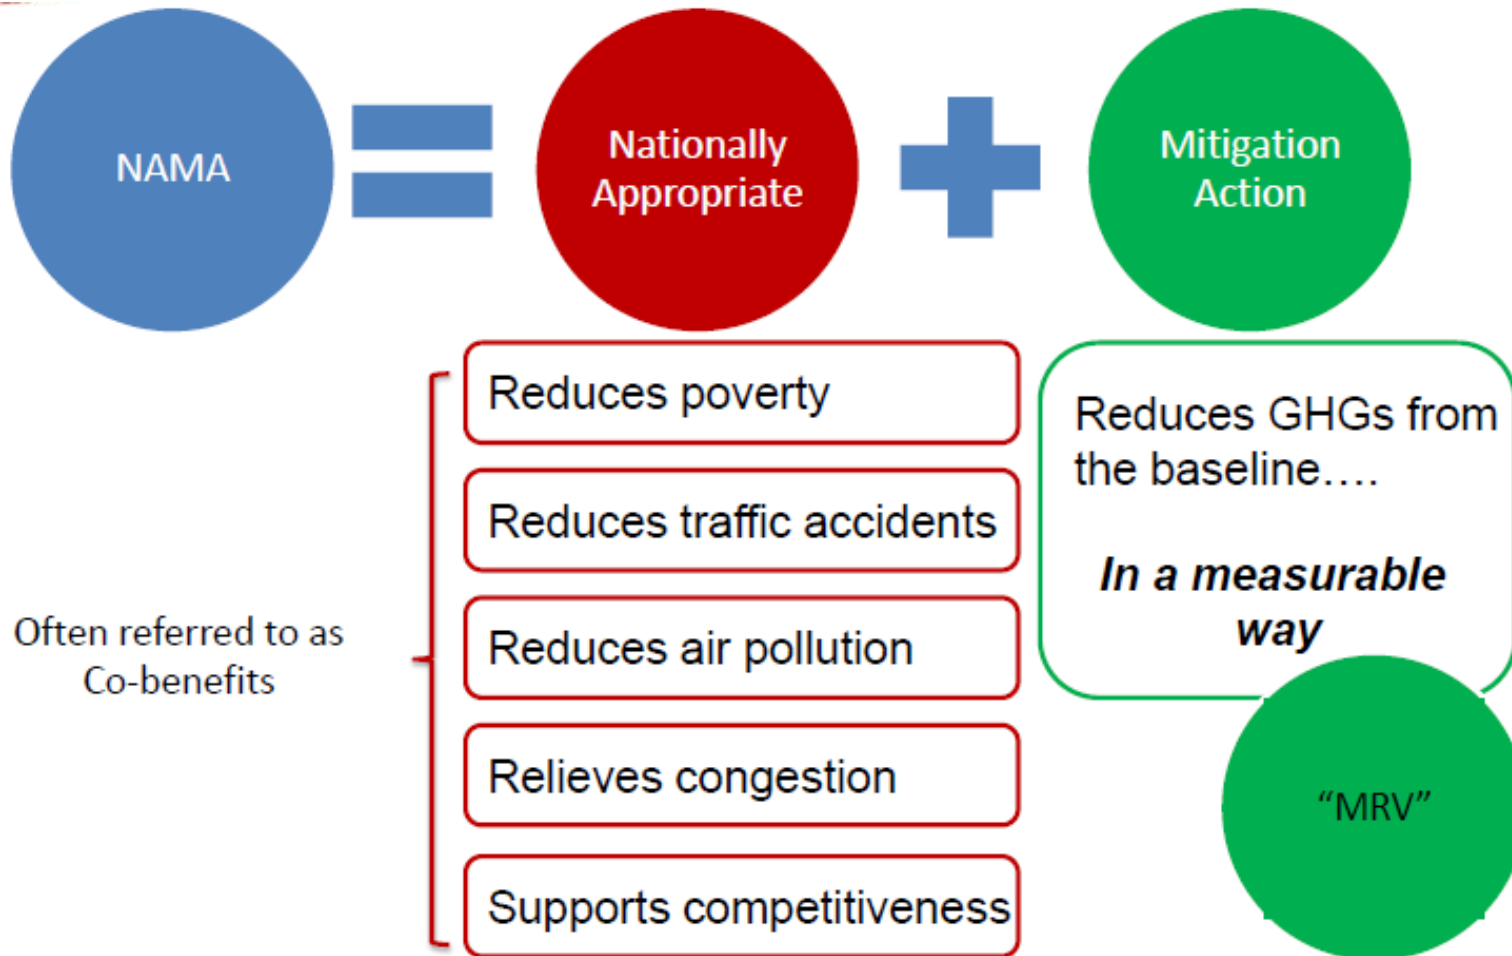 NAMA
Nationally
Appropriate
Mitigation
Action
Often referred to as
Co-benefits
Reduces poverty
Reduces traffic accidents
Reduces air pollution
Relieves congestion
Supports competitiveness
Reduces GHGs from
the baseline....
In a measurable
way
“MRV”